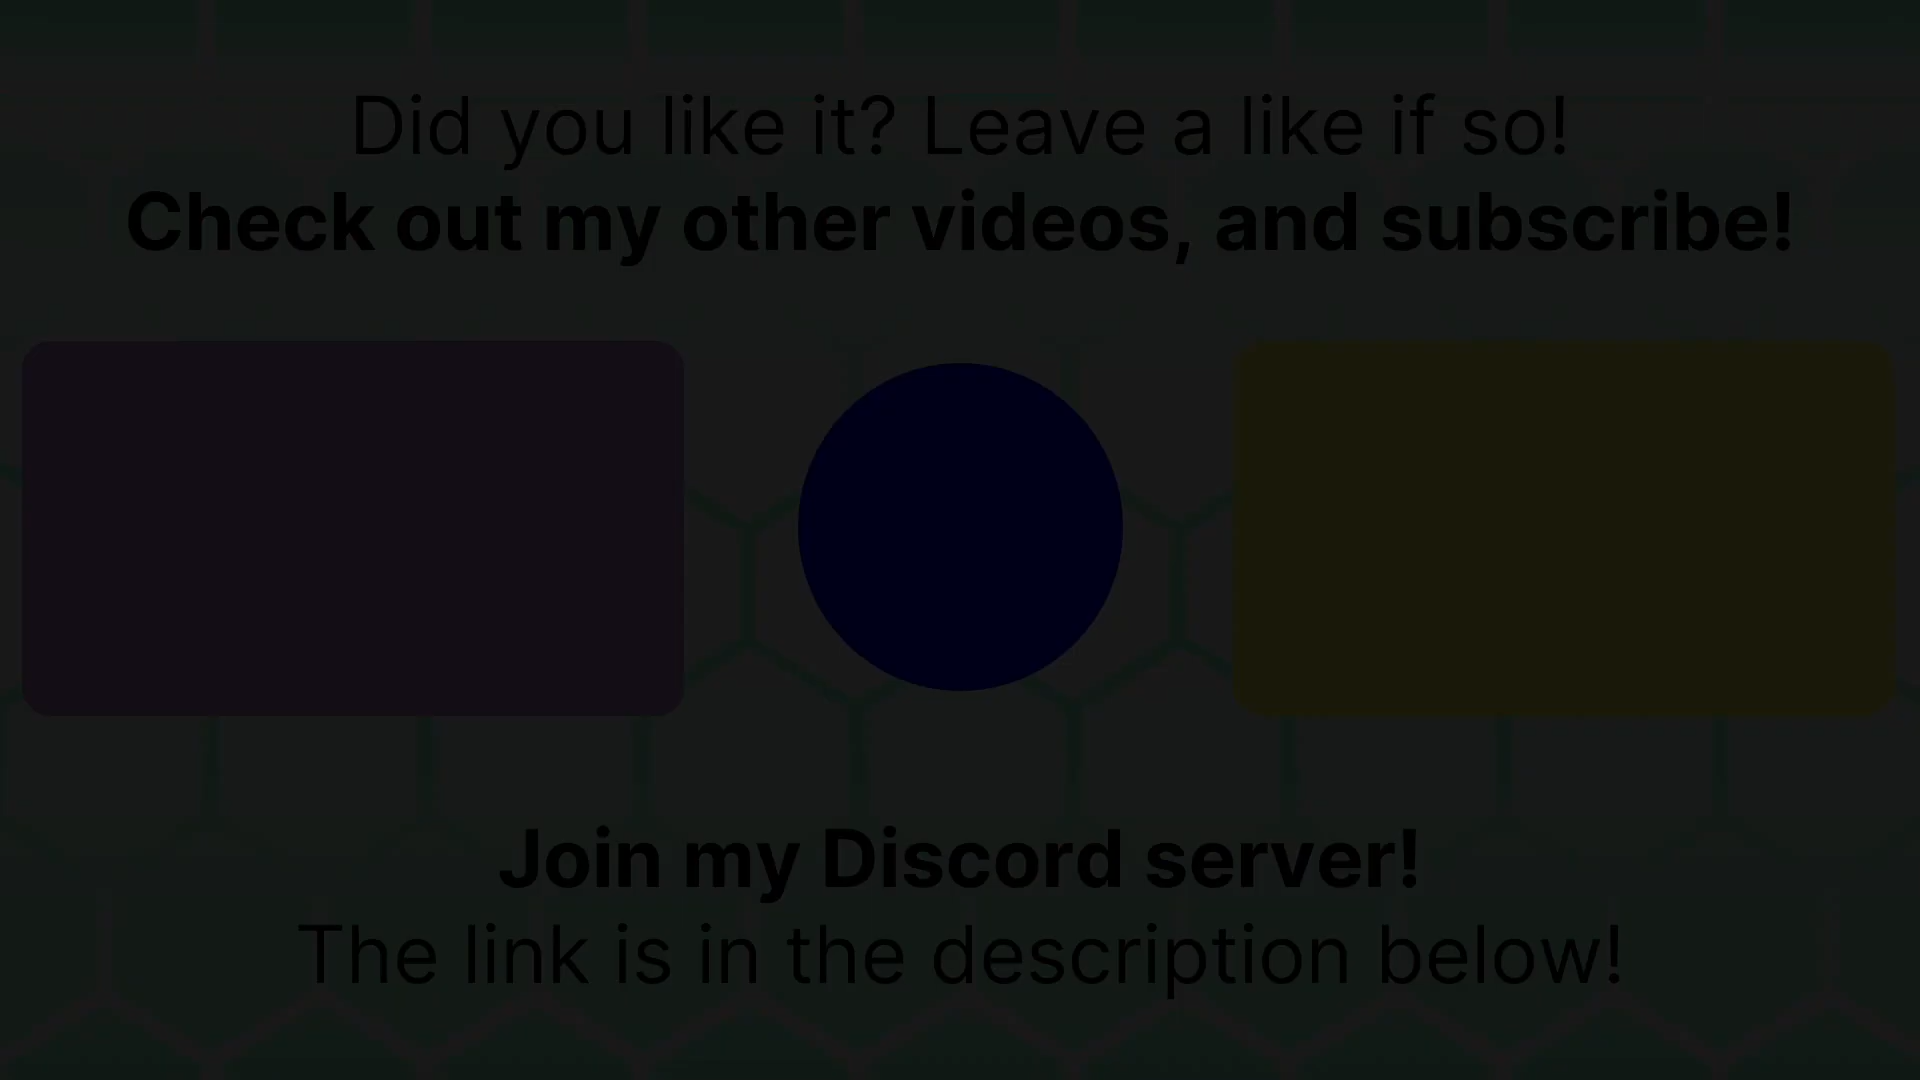 Did you like it? Leave a like if so!
Check out my other videos, and subscribe!
Join my Discord server!
The link is in the description below!